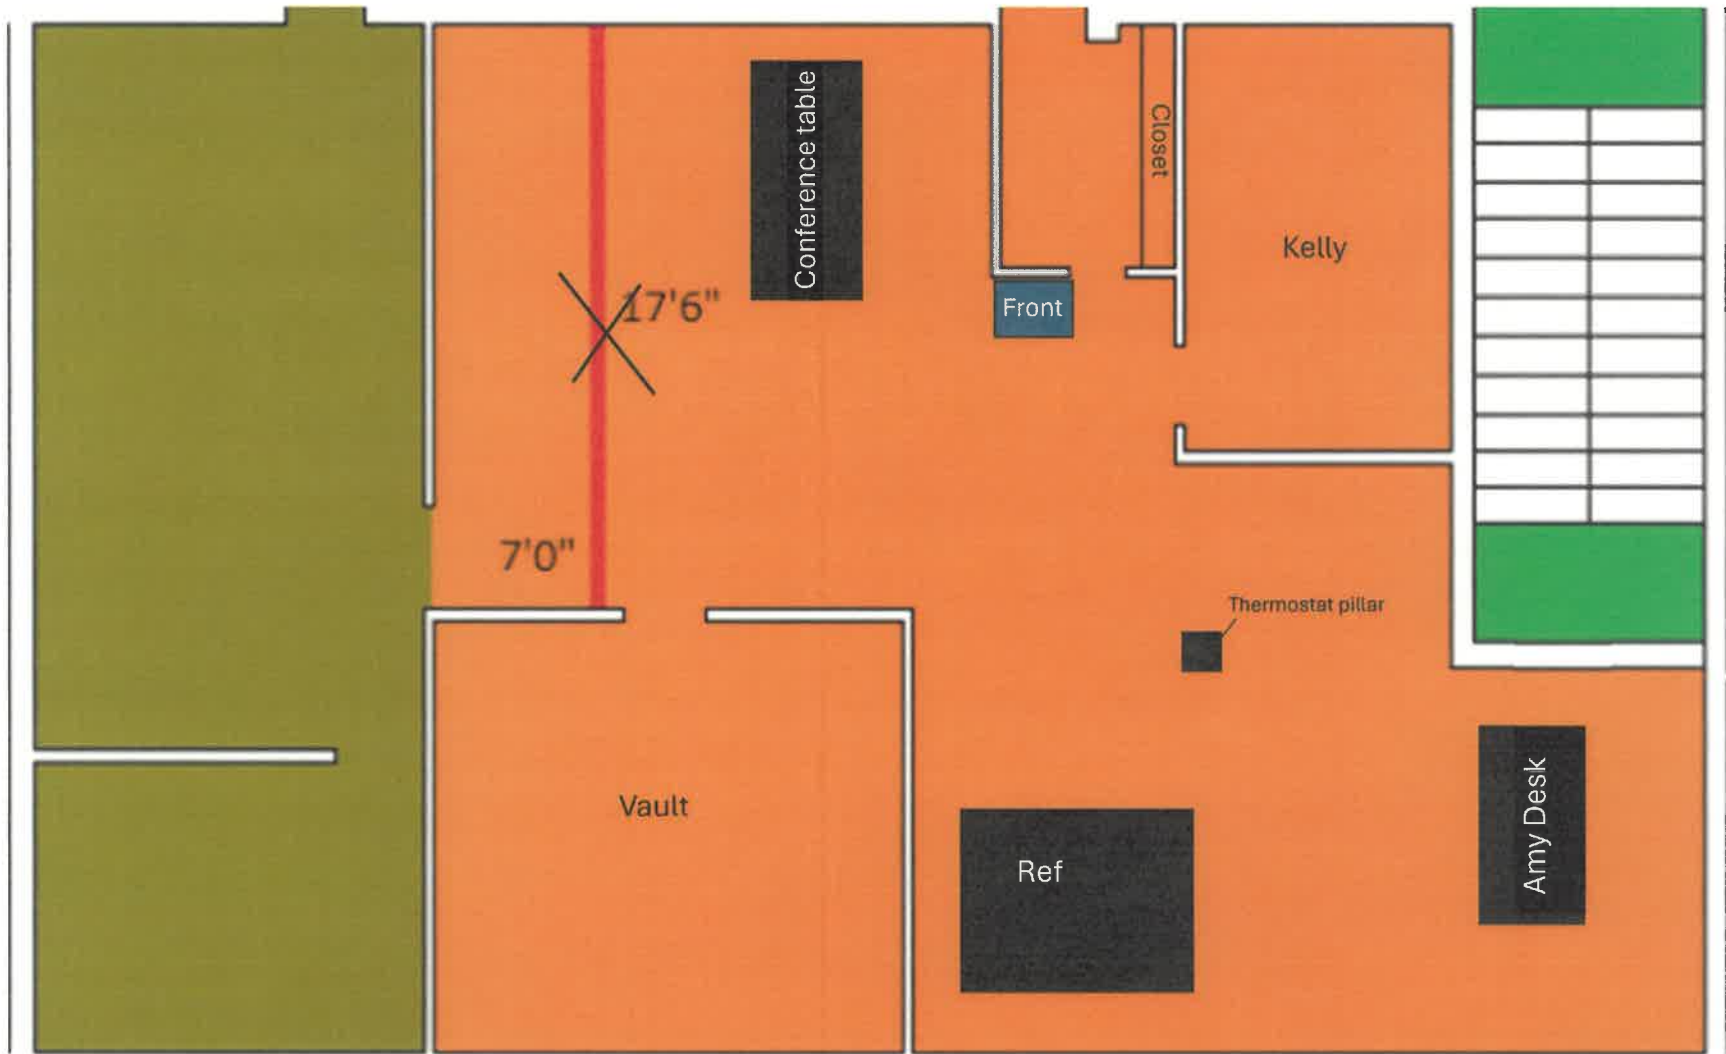 Conference table
Closet
Kelly
17'6"
Front
7'0"
Thermostat pillar
Vault
Ref
Amy Desk